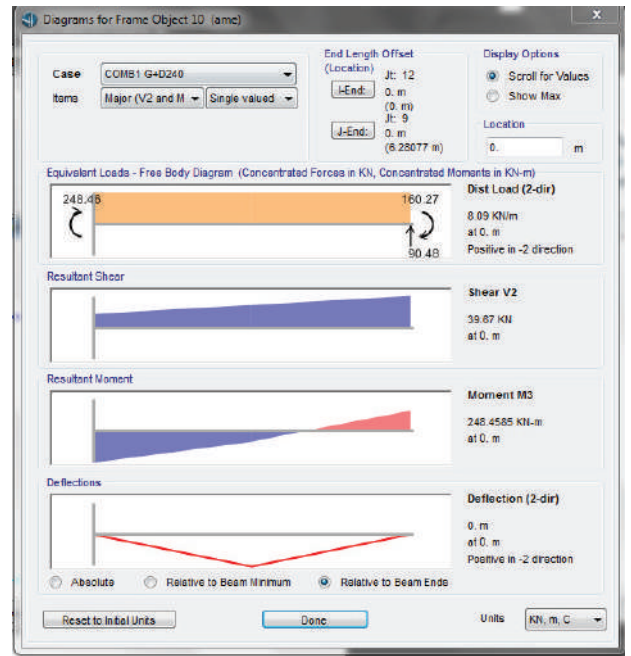 Diagrams for Frame Object 10 (ame)
X
Case COMB1 G+D240
Items Major (V2 and M Single valued
End Length Offset
(Location)
I-End: Jt: 12
0. m
(0. m)
J-End: Jt: 9
0. m
(6.28077 m)
Display Options
Scroll for Values
Show Max
Location
0. m
Equivalent Loads - Free Body Diagram (Concentrated Forces in KN, Concentrated Moments in KN-m)
248.46 160.27
90.48
Dist Load (2-dir)
8.09 KN/m
at 0. m
Positive in -2 direction
Resultant Shear
Shear V2
39.67 KN
at 0. m
Resultant Moment
Moment M3
248.4585 KN-m
at 0. m
Deflections
Deflection (2-dir)
0. m
at 0. m
Positive in -2 direction
Absolute Relative to Beam Minimum Relative to Beam Ends
Reset to Initial Units Done Units KN, m, C